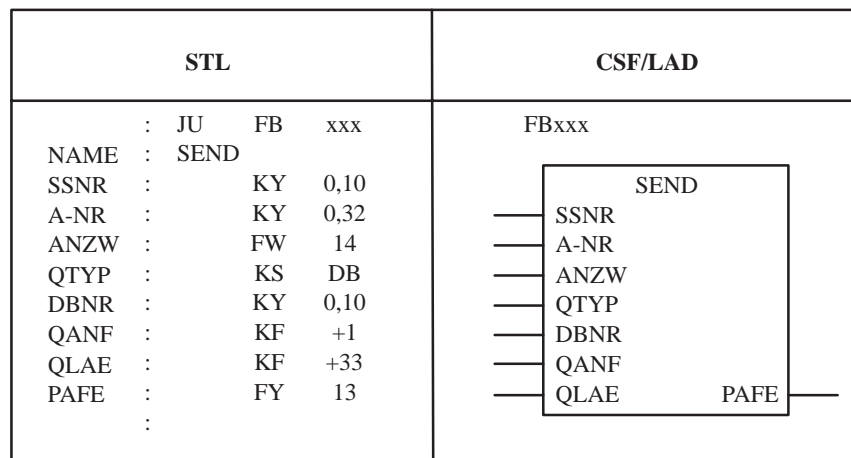 STL
CSF/LAD
: JU FB xxx
NAME : SEND
SSNR : KY 0,10
A-NR : KY 0,32
ANZW : FW 14
QTYP : KS DB
DBNR : KY 0,10
QANF : KF +1
QLAE : KF +33
PAFE : FY 13
:
FBxxx
SEND
SSNR
A-NR
ANZW
QTYP
DBNR
QANF
QLAE PAFE